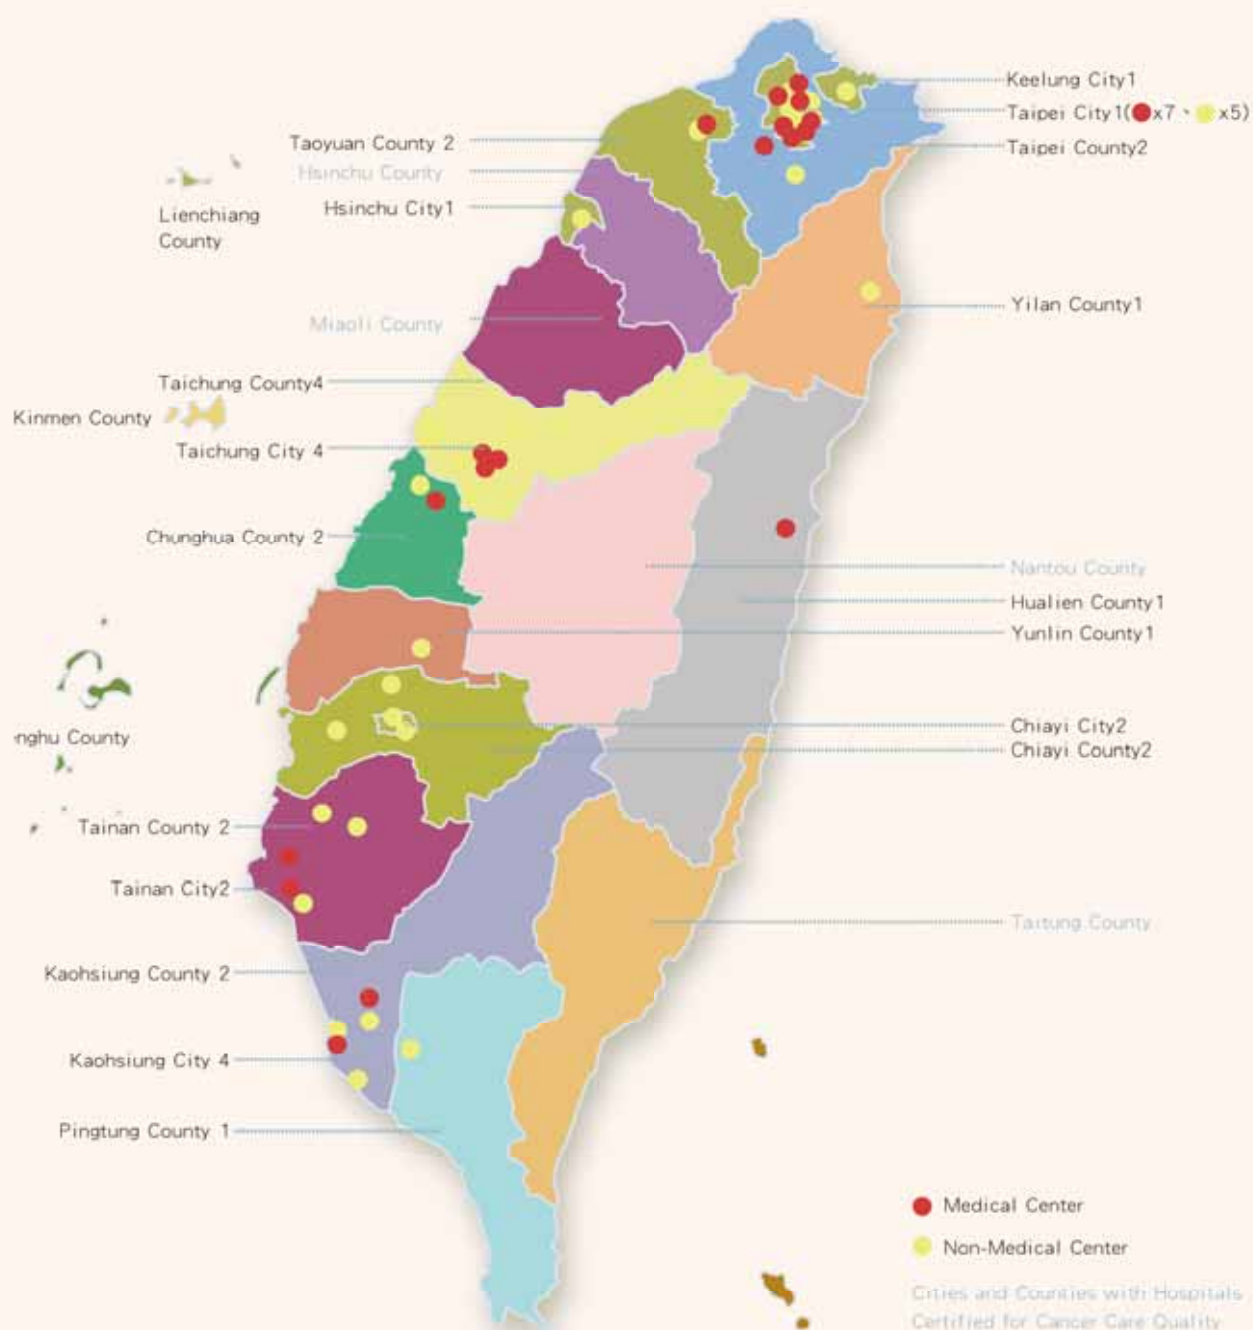 Keelung City1
Taipei City1(●x7、●x5)
Taipei County2
Taoyuan County 2
Hsinchu County
Hsinchu City1
Lienchiang
County
Yilan County1
Miaoli County
Taichung County4
Kinmen County
Taichung City 4
Chunghua County 2
Nantou County
Hualien County1
Yunlin County1
Chiayi City2
Chiayi County2
nghu County
Tainan County 2
Tainan City2
Taitung County
Kaohsiung County 2
Kaohsiung City 4
Pingtung County 1
Medical Center
Non-Medical Center
Cities and Counties with Hospitals
Certified for Cancer Care Quality